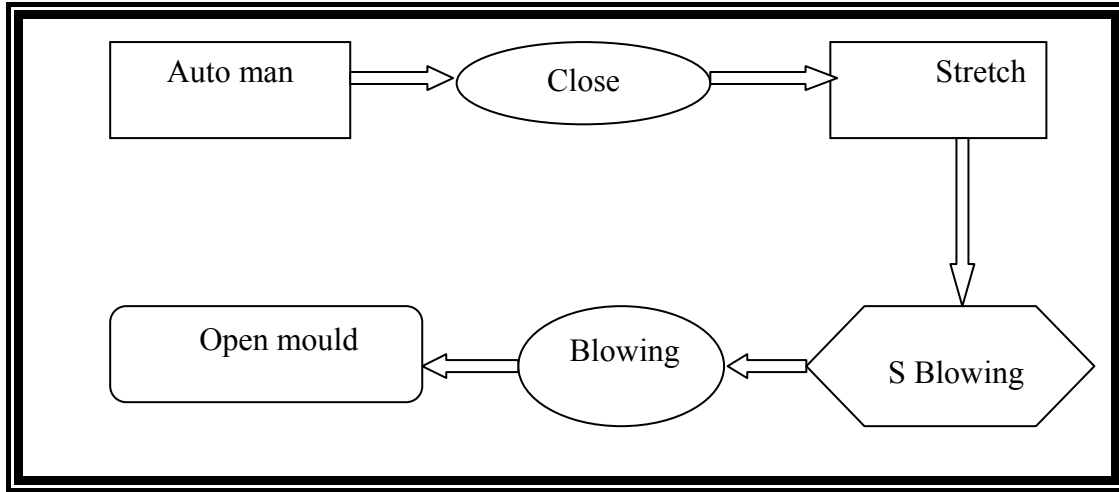 Auto man
Close
Stretch
S Blowing
Blowing
Open mould